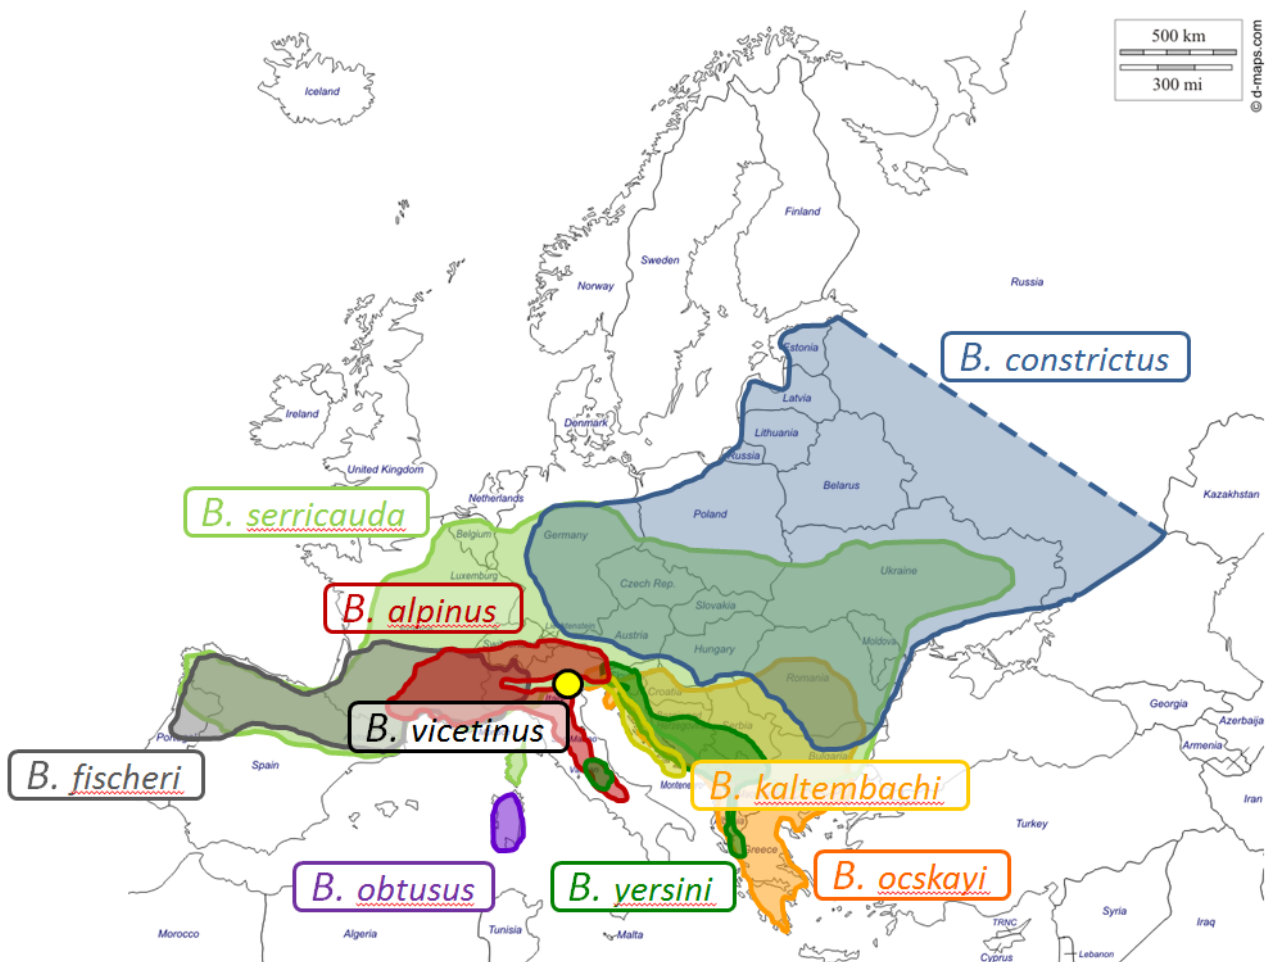 500 km
300 mi
© d-maps.com
Iceland
Finland
Sweden
Norway
Russia
Estonia
B. constrictus
Latvia
Ireland
Denmark
Lithuania
Russia
United Kingdom
Netherlands
Belarus
Kazakhstan
B. serricauda
Poland
Belgium
Germany
Luxemburg
Ukraine
Czech Rep.
B. alpinus
Slovakia
Liechtenstein
Austria
Moldova
Hungary
Romania
Croatia
Georgia
B. vicetinus
Serbia
Azerbaija
Armenia
Spain
Bulgaria
B. fischeri
Montene
B. kaltembachi
Iran
Turkey
Greece
B. obtusus
B. yersini
B. ocskayi
Morocco
Algeria
Tunisia
Malta
TRNC
Cyprus
Syria
Lebanon
Iraq